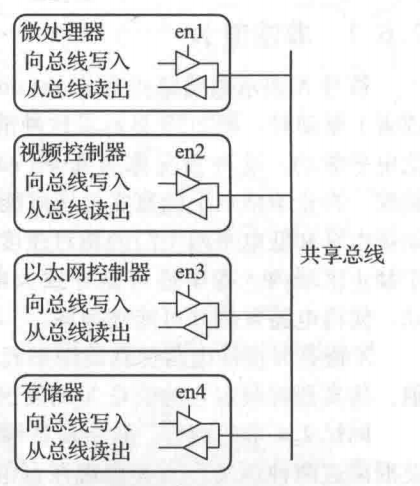 微处理器 en1
向总线写入
从总线读出
视频控制器 en2
向总线写入
从总线读出
共享总线
以太网控制器 en3
向总线写入
从总线读出
存储器 en4
向总线写入
从总线读出